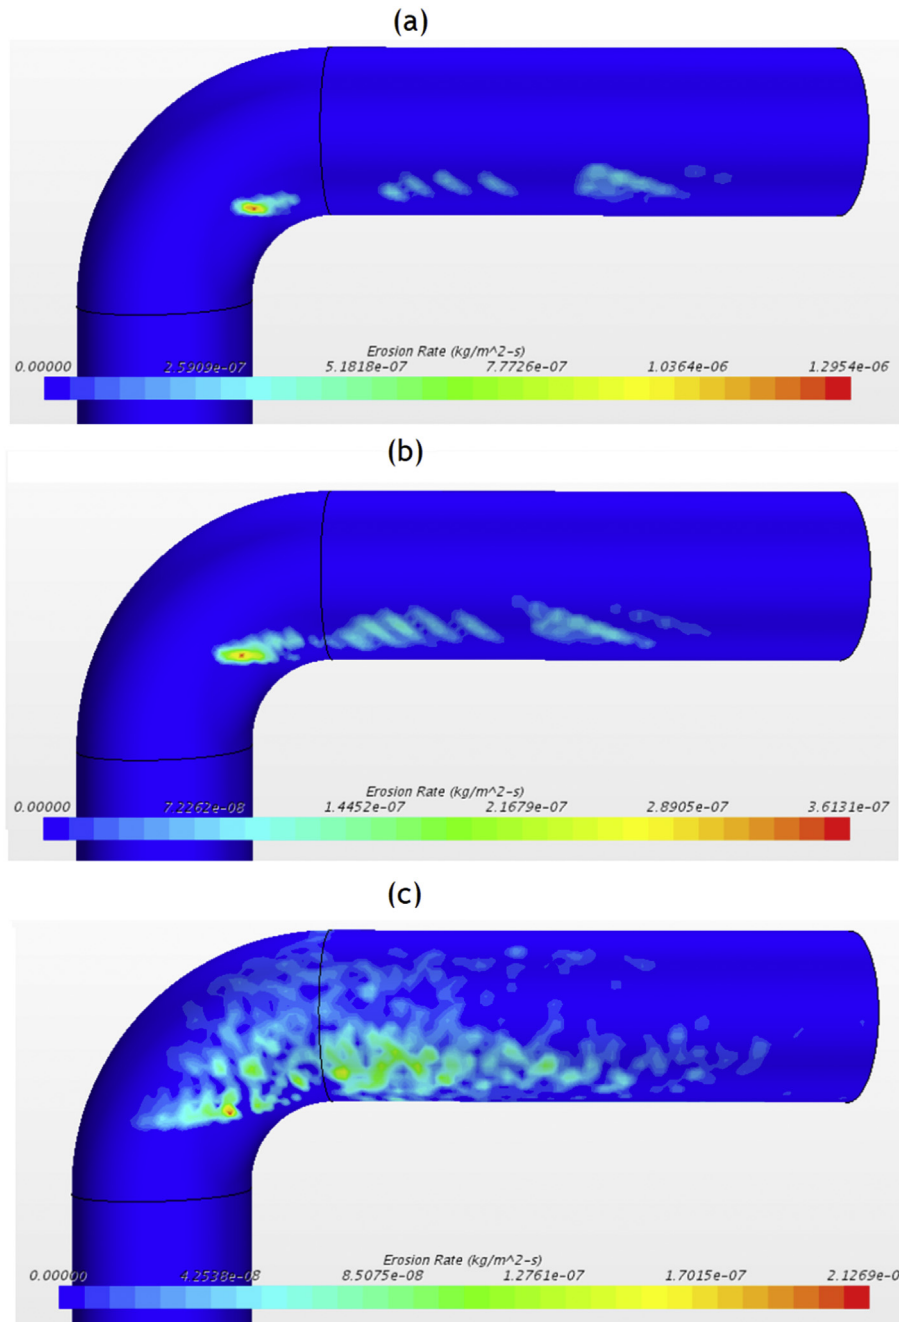 (a)
Erosion Rate (kg/m^2-s)
0.00000 2.5909e-07 5.1818e-07 7.7726e-07 1.0364e-06 1.2954e-06
(b)
Erosion Rate (kg/m^2-s)
0.00000 7.2262e-08 1.4452e-07 2.1679e-07 2.8905e-07 3.6131e-07
(c)
Erosion Rate (kg/m^2-s)
0.00000 4.2538e-08 8.5075e-08 1.2761e-07 1.7015e-07